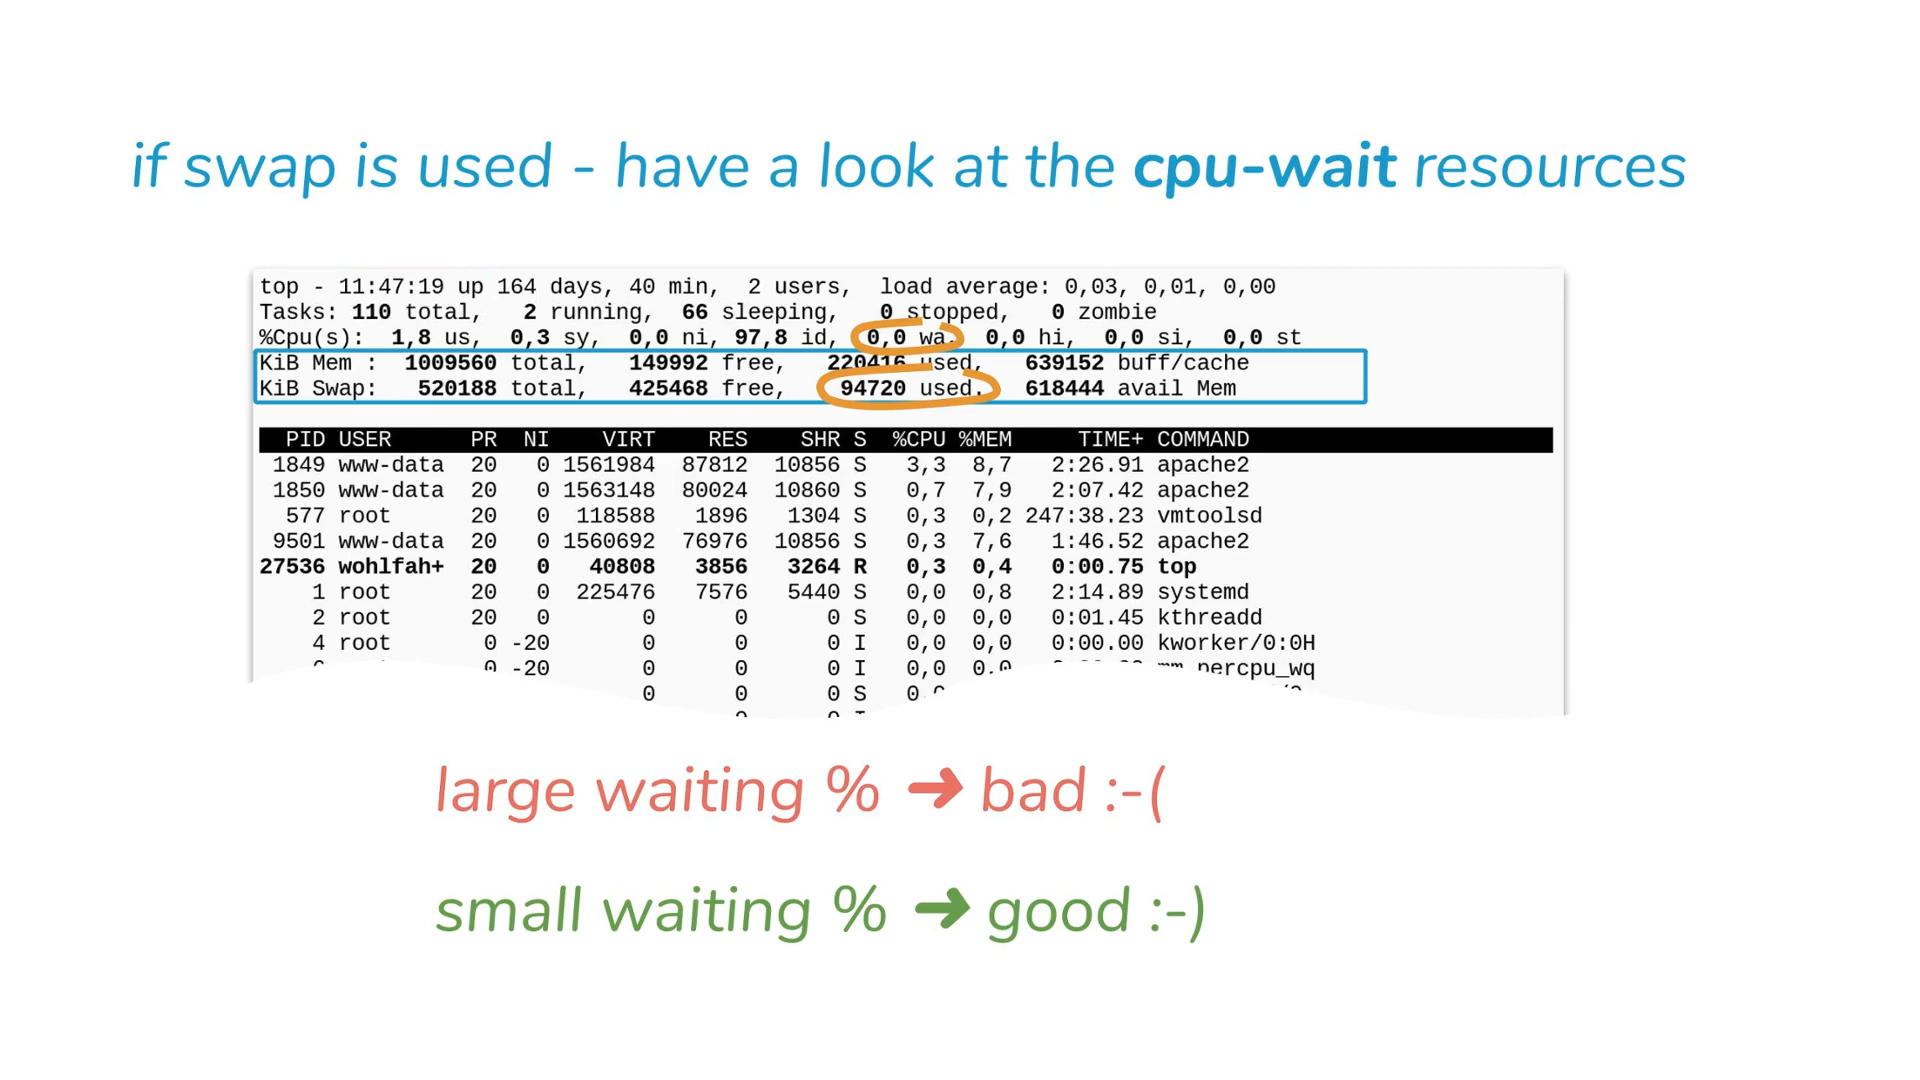 if swap is used - have a look at the cpu-wait resources
top - 11:47:19 up 164 days, 40 min,  2 users,  load average: 0,03, 0,01, 0,00
Tasks: 110 total,   2 running,  66 sleeping,   0 stopped,   0 zombie
%Cpu(s):  1,8 us,  0,3 sy,  0,0 ni, 97,8 id,  0,0 wa,  0,0 hi,  0,0 si,  0,0 st
KiB Mem :  1009560 total,   149992 free,   220416 used,   639152 buff/cache
KiB Swap:   520188 total,   425468 free,    94720 used.   618444 avail Mem
PID USER      PR  NI    VIRT    RES    SHR S  %CPU %MEM     TIME+ COMMAND
1849 www-data  20   0 1561984  87812  10856 S   3,3  8,7   2:26.91 apache2
1850 www-data  20   0 1563148  80024  10860 S   0,7  7,9   2:07.42 apache2
577 root      20   0  118588   1896   1304 S   0,3  0,2 247:38.23 vmtoolsd
9501 www-data  20   0 1560692  76976  10856 S   0,3  7,6   1:46.52 apache2
27536 wohlfah+  20   0   40808   3856   3264 R   0,3  0,4   0:00.75 top
1 root      20   0  225476   7576   5440 S   0,0  0,8   2:14.89 systemd
2 root      20   0       0      0      0 S   0,0  0,0   0:01.45 kthreadd
4 root       0 -20       0      0      0 I   0,0  0,0   0:00.00 kworker/0:0H
0 -20       0      0      0 I   0,0  0,0 percpu_wq
0      0      0 S
large waiting % ➜ bad :-(
small waiting % ➜ good :-)